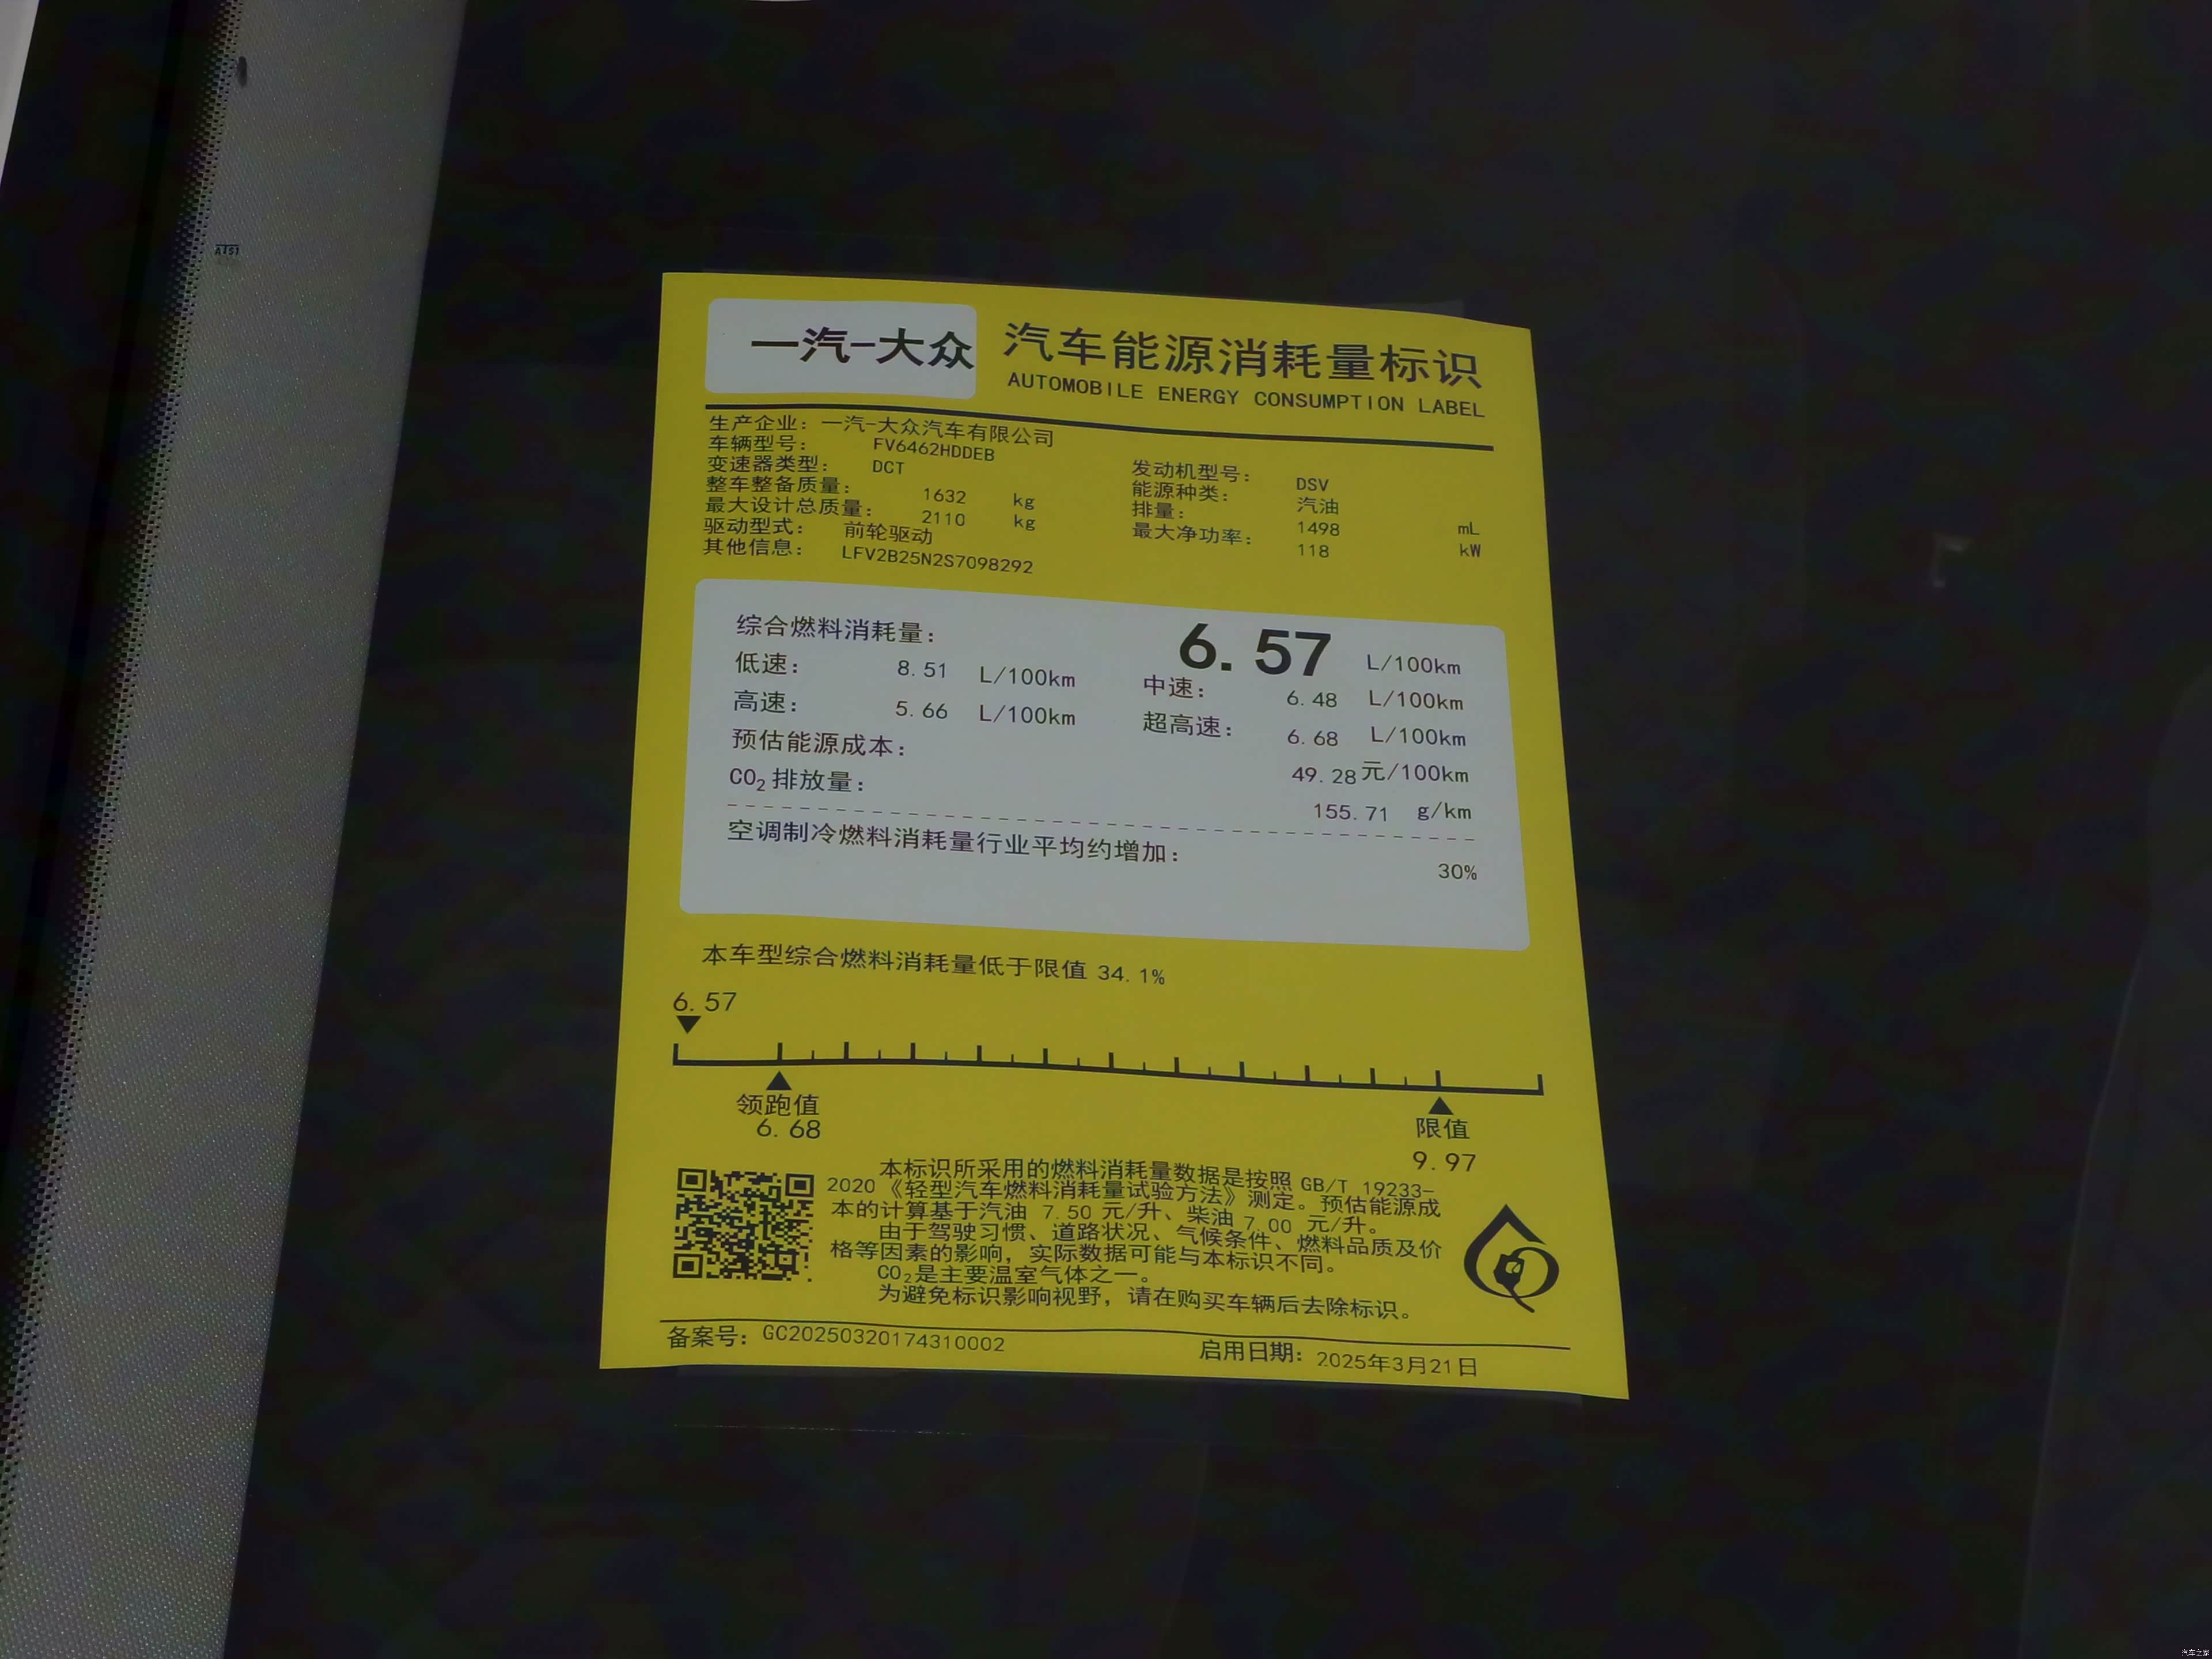 一汽-大众 汽车能源消耗量标识
AUTOMOBILE ENERGY CONSUMPTION LABEL
生产企业：一汽-大众汽车有限公司
车辆型号： FV6462HDDEB
变速器类型： DCT 发动机型号： DSV
整车整备质量： 1632 kg 能源种类： 汽油
最大设计总质量： 2110 kg 排量： 1498 mL
驱动型式： 前轮驱动 最大净功率： 118 kW
其他信息： LFV2B25N2S7098292
综合燃料消耗量： 6.57 L/100km
低速： 8.51 L/100km 中速： 6.48 L/100km
高速： 5.66 L/100km 超高速： 6.68 L/100km
预估能源成本： 49.28元/100km
CO₂排放量： 155.71 g/km
空调制冷燃料消耗量行业平均约增加： 30%
本车型综合燃料消耗量低于限值 34.1%
6.57
领跑值 限值
6.68 9.97
本标识所采用的燃料消耗量数据是按照 GB/T 19233-
2020《轻型汽车燃料消耗量试验方法》测定。预估能源成
本的计算基于汽油 7.50 元/升、柴油 7.00 元/升。
由于驾驶习惯、道路状况、气候条件、燃料品质及价
格等因素的影响，实际数据可能与本标识不同。
CO₂是主要温室气体之一。
为避免标识影响视野，请在购买车辆后去除标识。
备案号：GC20250320174310002 启用日期：2025年3月21日
汽车之家